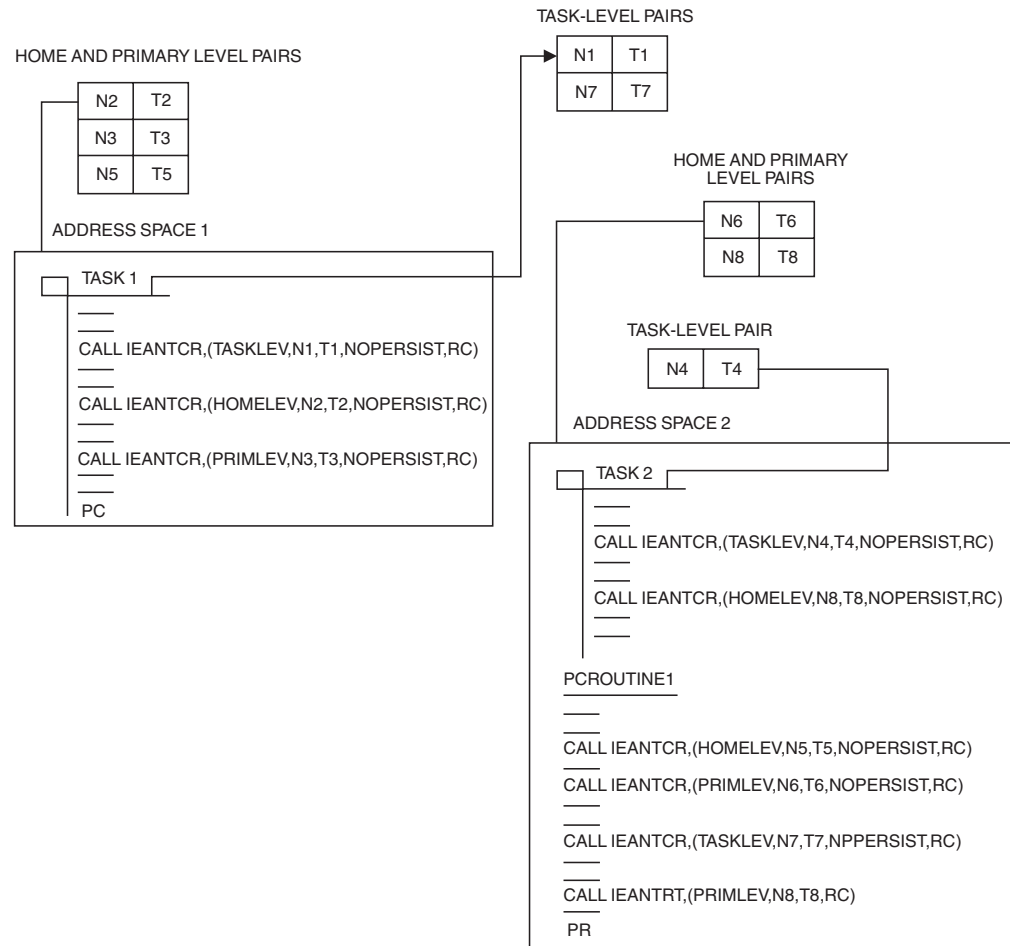 TASK-LEVEL PAIRS
N1 T1
N7 T7
HOME AND PRIMARY LEVEL PAIRS
N2 T2
N3 T3
N5 T5
HOME AND PRIMARY
LEVEL PAIRS
N6 T6
N8 T8
ADDRESS SPACE 1
TASK 1
CALL IEANTCR,(TASKLEV,N1,T1,NOPERSIST,RC)
CALL IEANTCR,(HOMELEV,N2,T2,NOPERSIST,RC)
CALL IEANTCR,(PRIMLEV,N3,T3,NOPERSIST,RC)
PC
TASK-LEVEL PAIR
N4 T4
ADDRESS SPACE 2
TASK 2
CALL IEANTCR,(TASKLEV,N4,T4,NOPERSIST,RC)
CALL IEANTCR,(HOMELEV,N8,T8,NOPERSIST,RC)
PCROUTINE1
CALL IEANTCR,(HOMELEV,N5,T5,NOPERSIST,RC)
CALL IEANTCR,(PRIMLEV,N6,T6,NOPERSIST,RC)
CALL IEANTCR,(TASKLEV,N7,T7,NPPERSIST,RC)
CALL IEANTRT,(PRIMLEV,N8,T8,RC)
PR